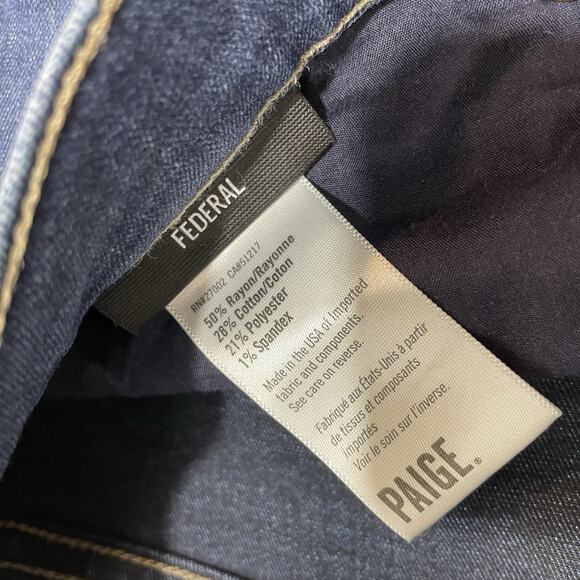 FEDERAL
RN#27002 CA#51217
50% Rayon/Rayonne
28% Cotton/Coton
21% Polyester
1% Spandex
Made in the USA of Imported
fabric and components.
See care on reverse.
Fabriqué aux États-Unis à partir
de tissus et composants
importés
Voir le soin sur l'inverse.
PAIGE®